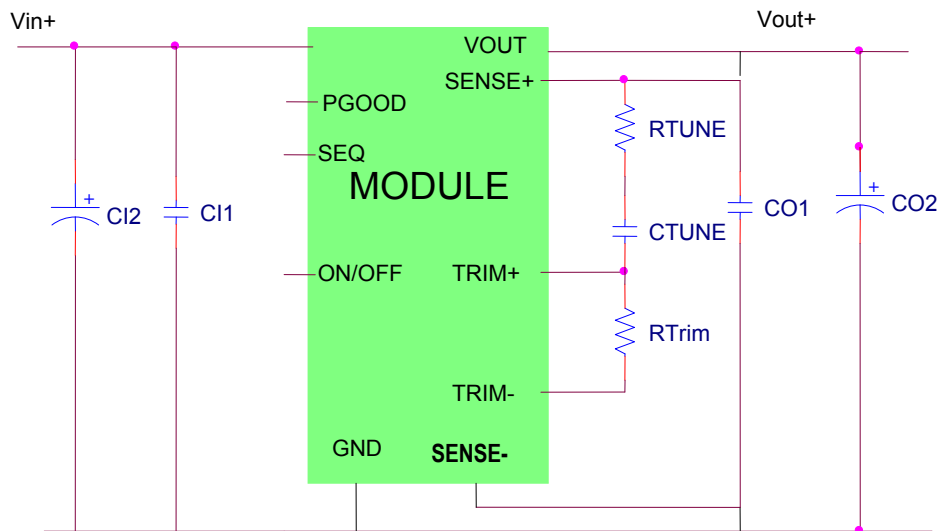 Vin+
Vout+
VOUT
SENSE+
PGOOD
RTUNE
SEQ
MODULE
+
CI2
CI1
CTUNE
CO1
+
CO2
ON/OFF
TRIM+
RTrim
TRIM-
GND
SENSE-